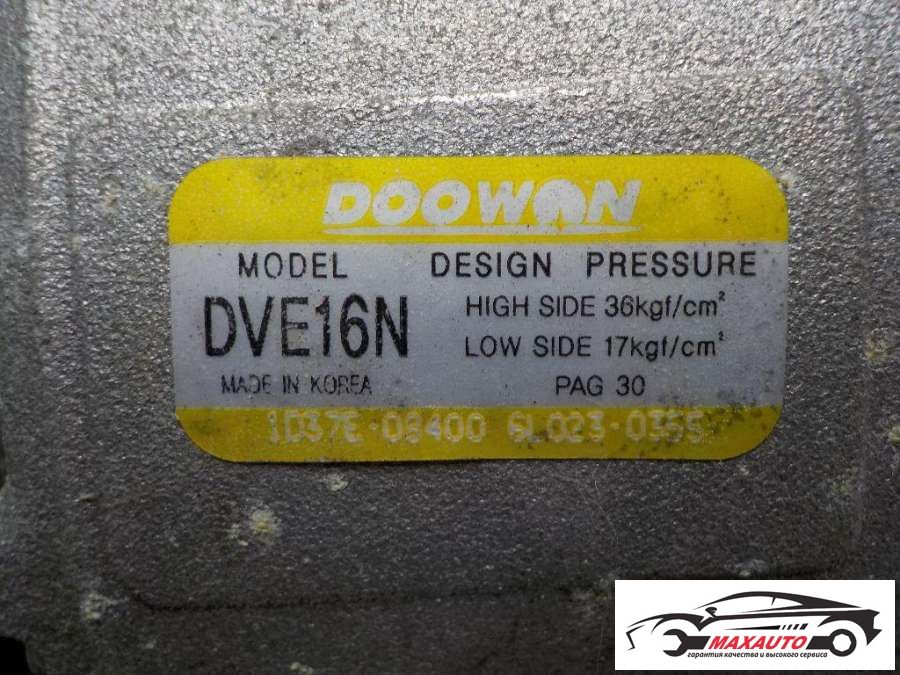 DOOWON
MODEL DESIGN PRESSURE
DVE16N HIGH SIDE 36kgf/cm²
LOW SIDE 17kgf/cm²
MADE IN KOREA PAG 30
1D37E-09400 6L023-0355
MAXAUTO
гарантия качества и высокого сервиса